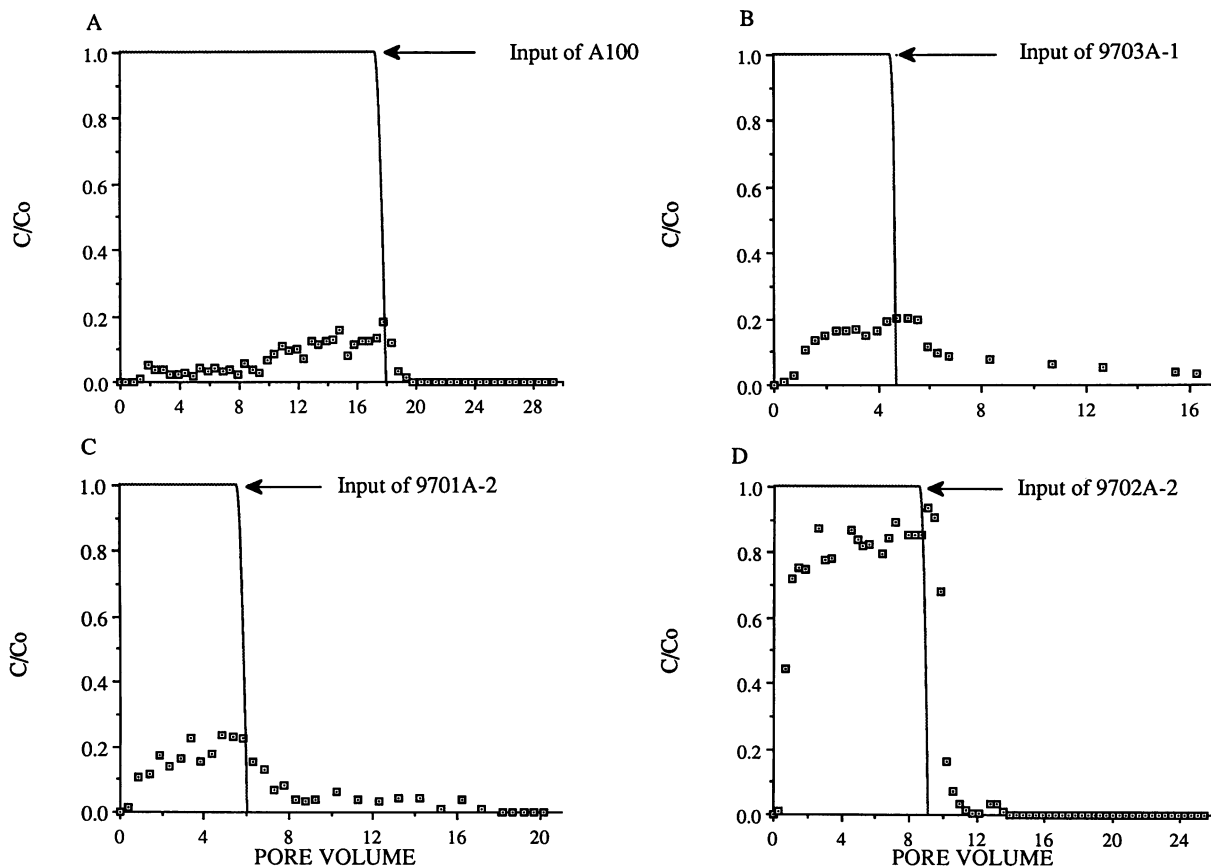 A
Input of A100
1.0
0.8
0.6
0.4
0.2
0.0
C/Co
0 4 8 12 16 20 24 28
B
Input of 9703A-1
1.0
0.8
0.6
0.4
0.2
0.0
C/Co
0 4 8 12 16
C
Input of 9701A-2
1.0
0.8
0.6
0.4
0.2
0.0
C/Co
0 4 8 12 16 20
PORE VOLUME
D
Input of 9702A-2
1.0
0.8
0.6
0.4
0.2
0.0
C/Co
0 4 8 12 16 20 24
PORE VOLUME